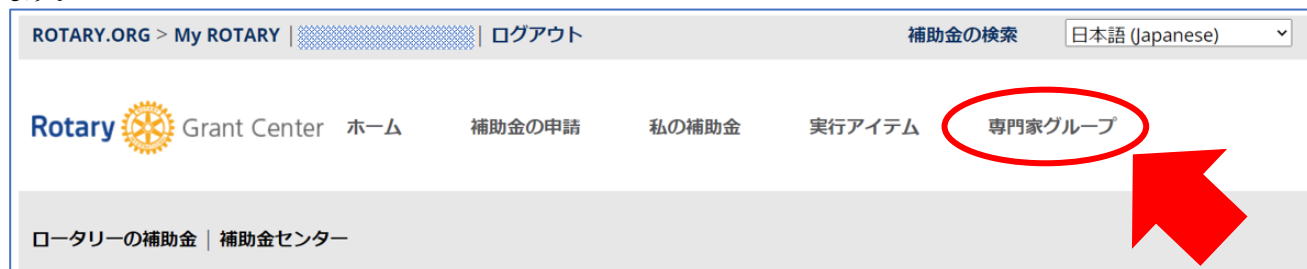 ROTARY.ORG > My ROTARY | | ログアウト 補助金の検索 日本語 (Japanese)
Rotary Grant Center ホーム 補助金の申請 私の補助金 実行アイテム 専門家グループ
ロータリーの補助金 | 補助金センター